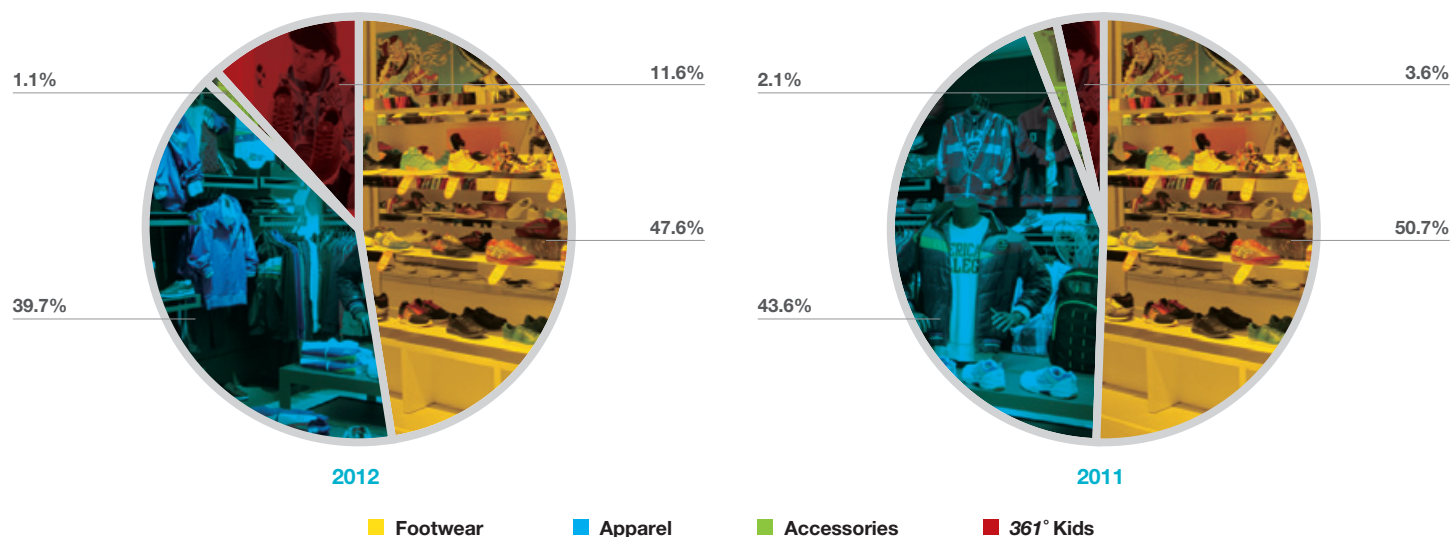 1.1%
11.6%
47.6%
39.7%
2012
2.1%
3.6%
50.7%
43.6%
2011
Footwear
Apparel
Accessories
361° Kids